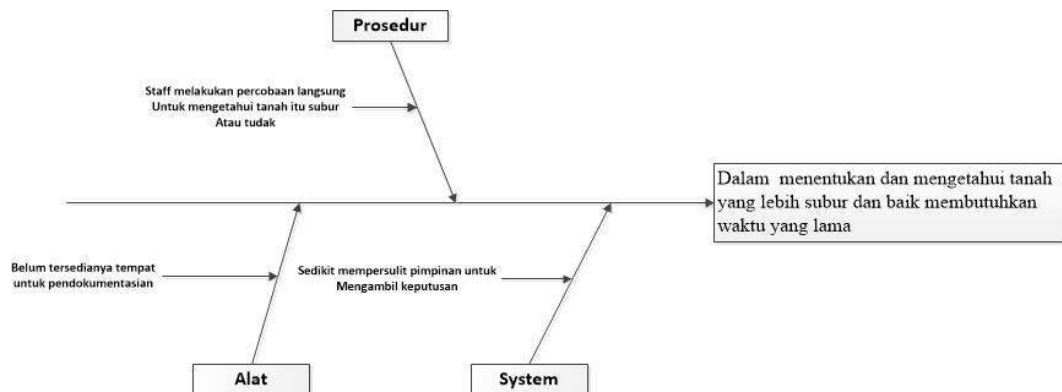 Prosedur
Staff melakukan percobaan langsung
Untuk mengetahui tanah itu subur
Atau tudak
Dalam menentukan dan mengetahui tanah
yang lebih subur dan baik membutuhkan
waktu yang lama
Belum tersedianya tempat
untuk pendokumentasian
Sedikit mempersulit pimpinan untuk
Mengambil keputusan
Alat
System